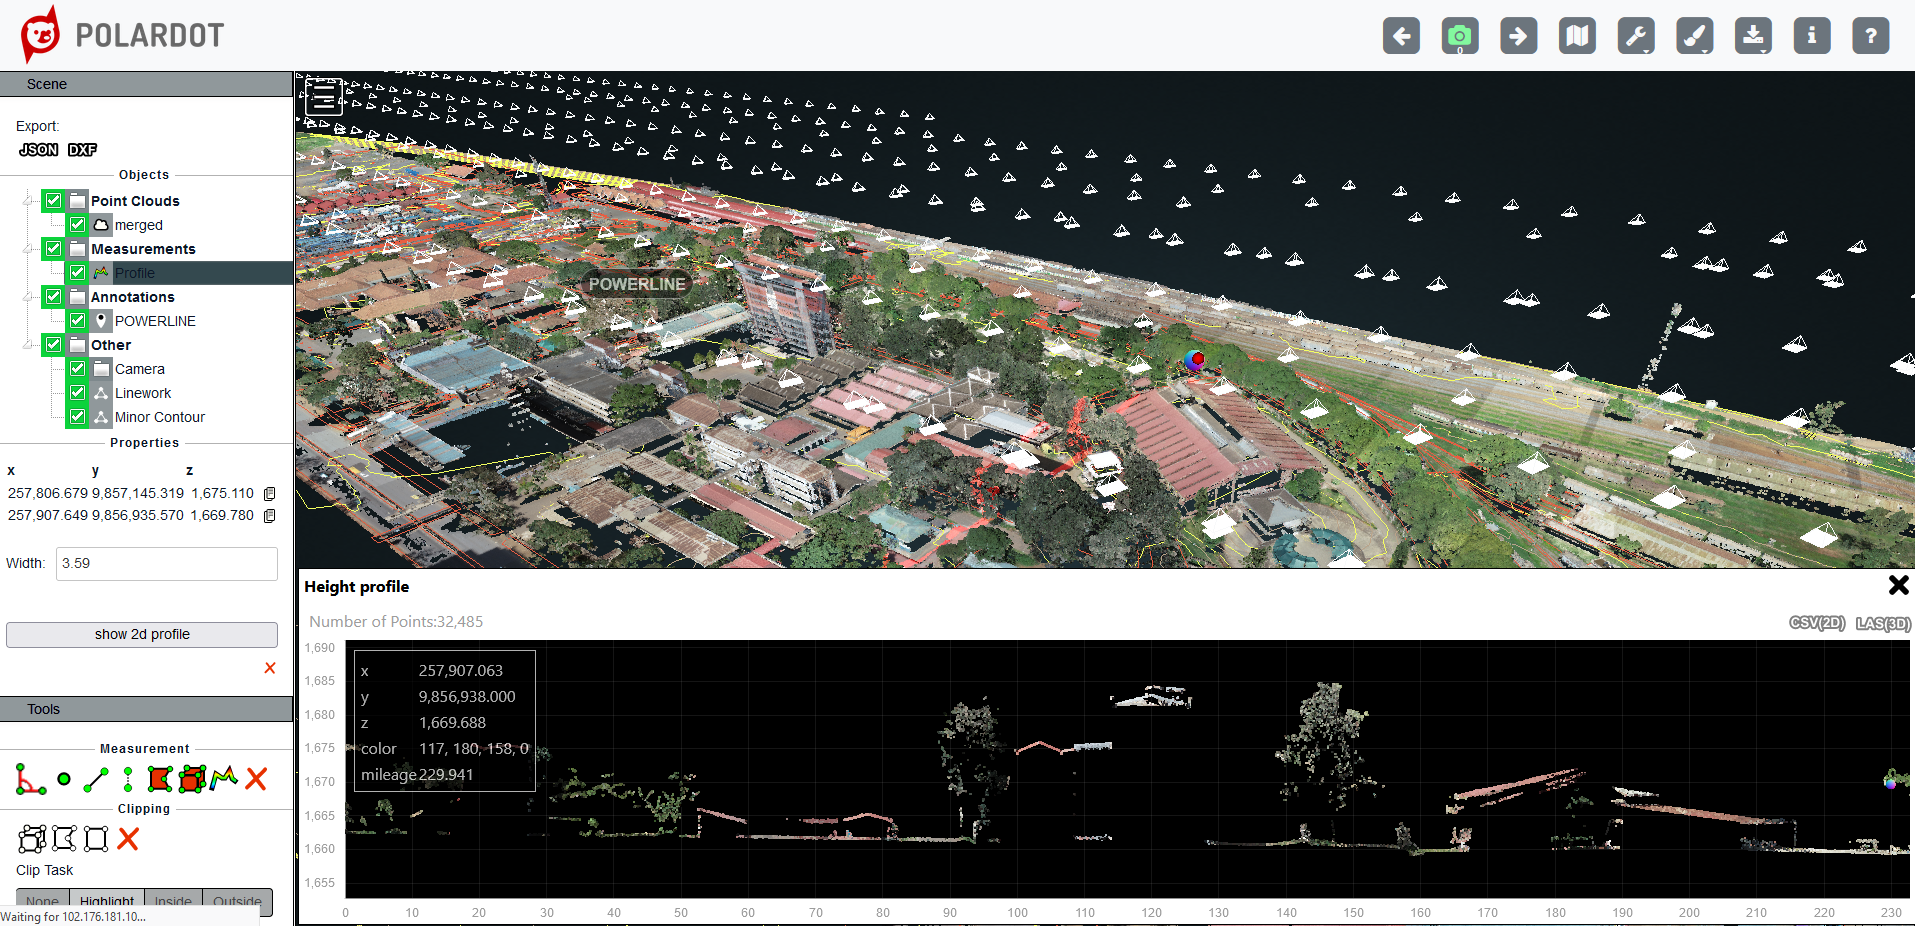 POLARDOT
0
Scene
Export:
JSON DXF
Objects
Point Clouds
merged
Measurements
Profile
Annotations
POWERLINE
Other
Camera
Linework
Minor Contour
Properties
x y z
257,806.679 9,857,145.319 1,675.110
257,907.649 9,856,935.570 1,669.780
Width: 3.59
show 2d profile
Tools
Measurement
Clipping
Clip Task
None Highlight Inside Outside
Waiting for 102.176.181.10...
POWERLINE
Height profile
Number of Points:32,485
CSV(2D) LAS(3D)
x 257,907.063
y 9,856,938.000
z 1,669.688
color 117, 180, 158, 0
mileage 229.941
1,690
1,685
1,680
1,675
1,670
1,665
1,660
1,655
0 10 20 30 40 50 60 70 80 90 100 110 120 130 140 150 160 170 180 190 200 210 220 230